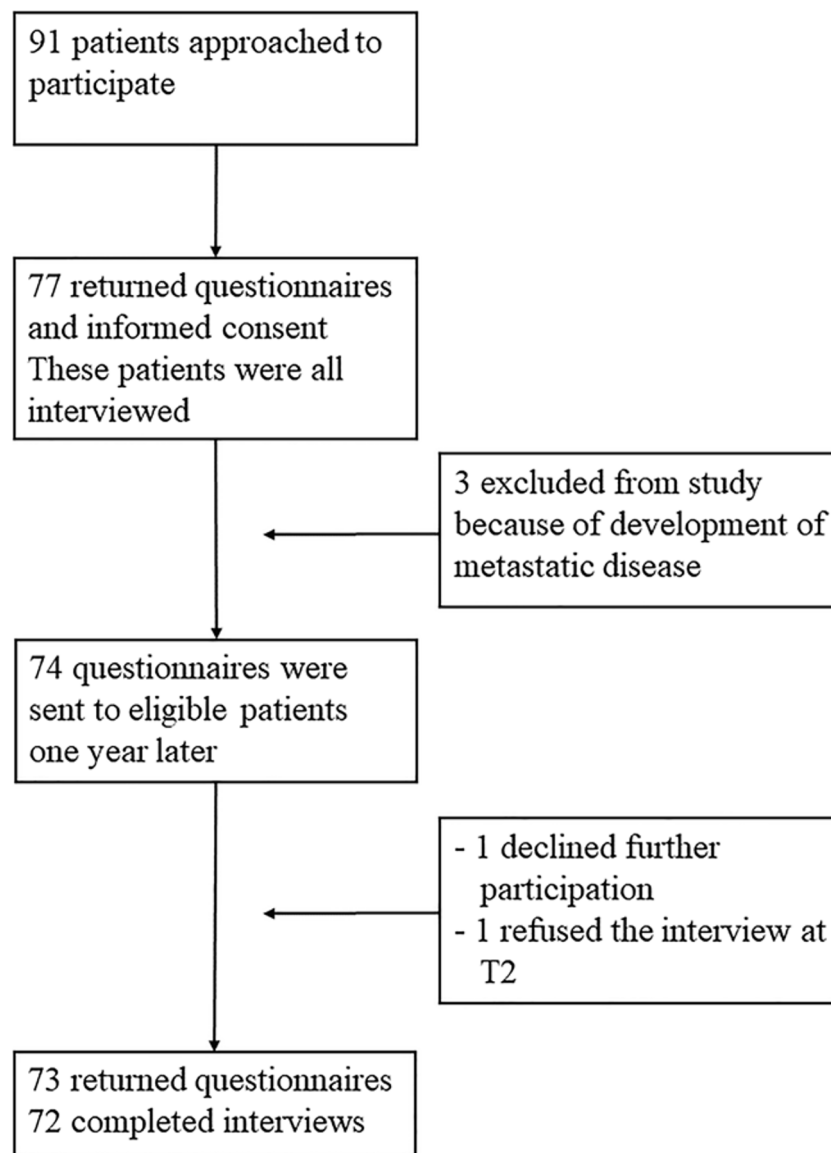 91 patients approached to
participate
77 returned questionnaires
and informed consent
These patients were all
interviewed
3 excluded from study
because of development of
metastatic disease
74 questionnaires were
sent to eligible patients
one year later
- 1 declined further
participation
- 1 refused the interview at
T2
73 returned questionnaires
72 completed interviews